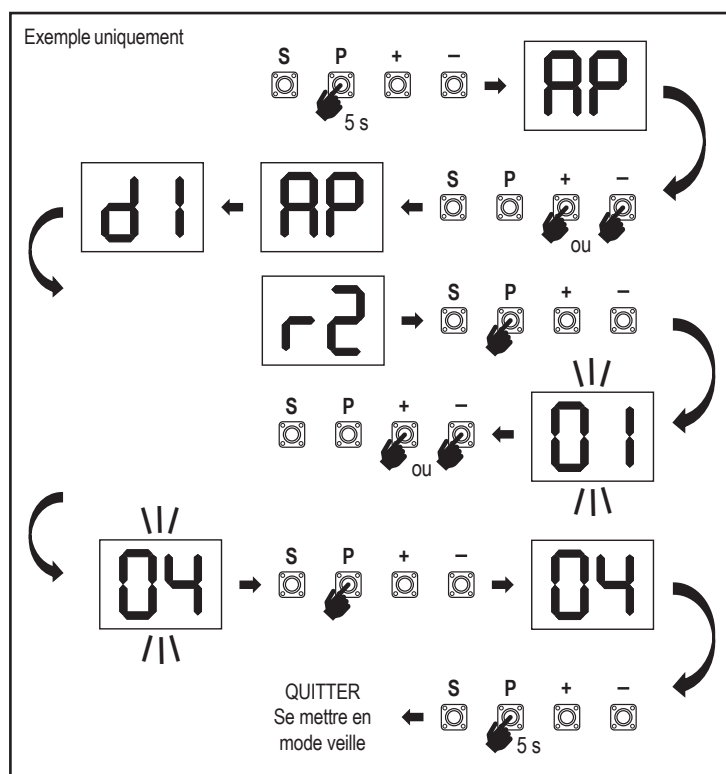 Exemple uniquement
S P + –
5 s
AP
S P + –
ou
AP
d1
r2
S P + –
01
S P + –
ou
04
S P + –
04
S P + –
5 s
QUITTER
Se mettre en
mode veille